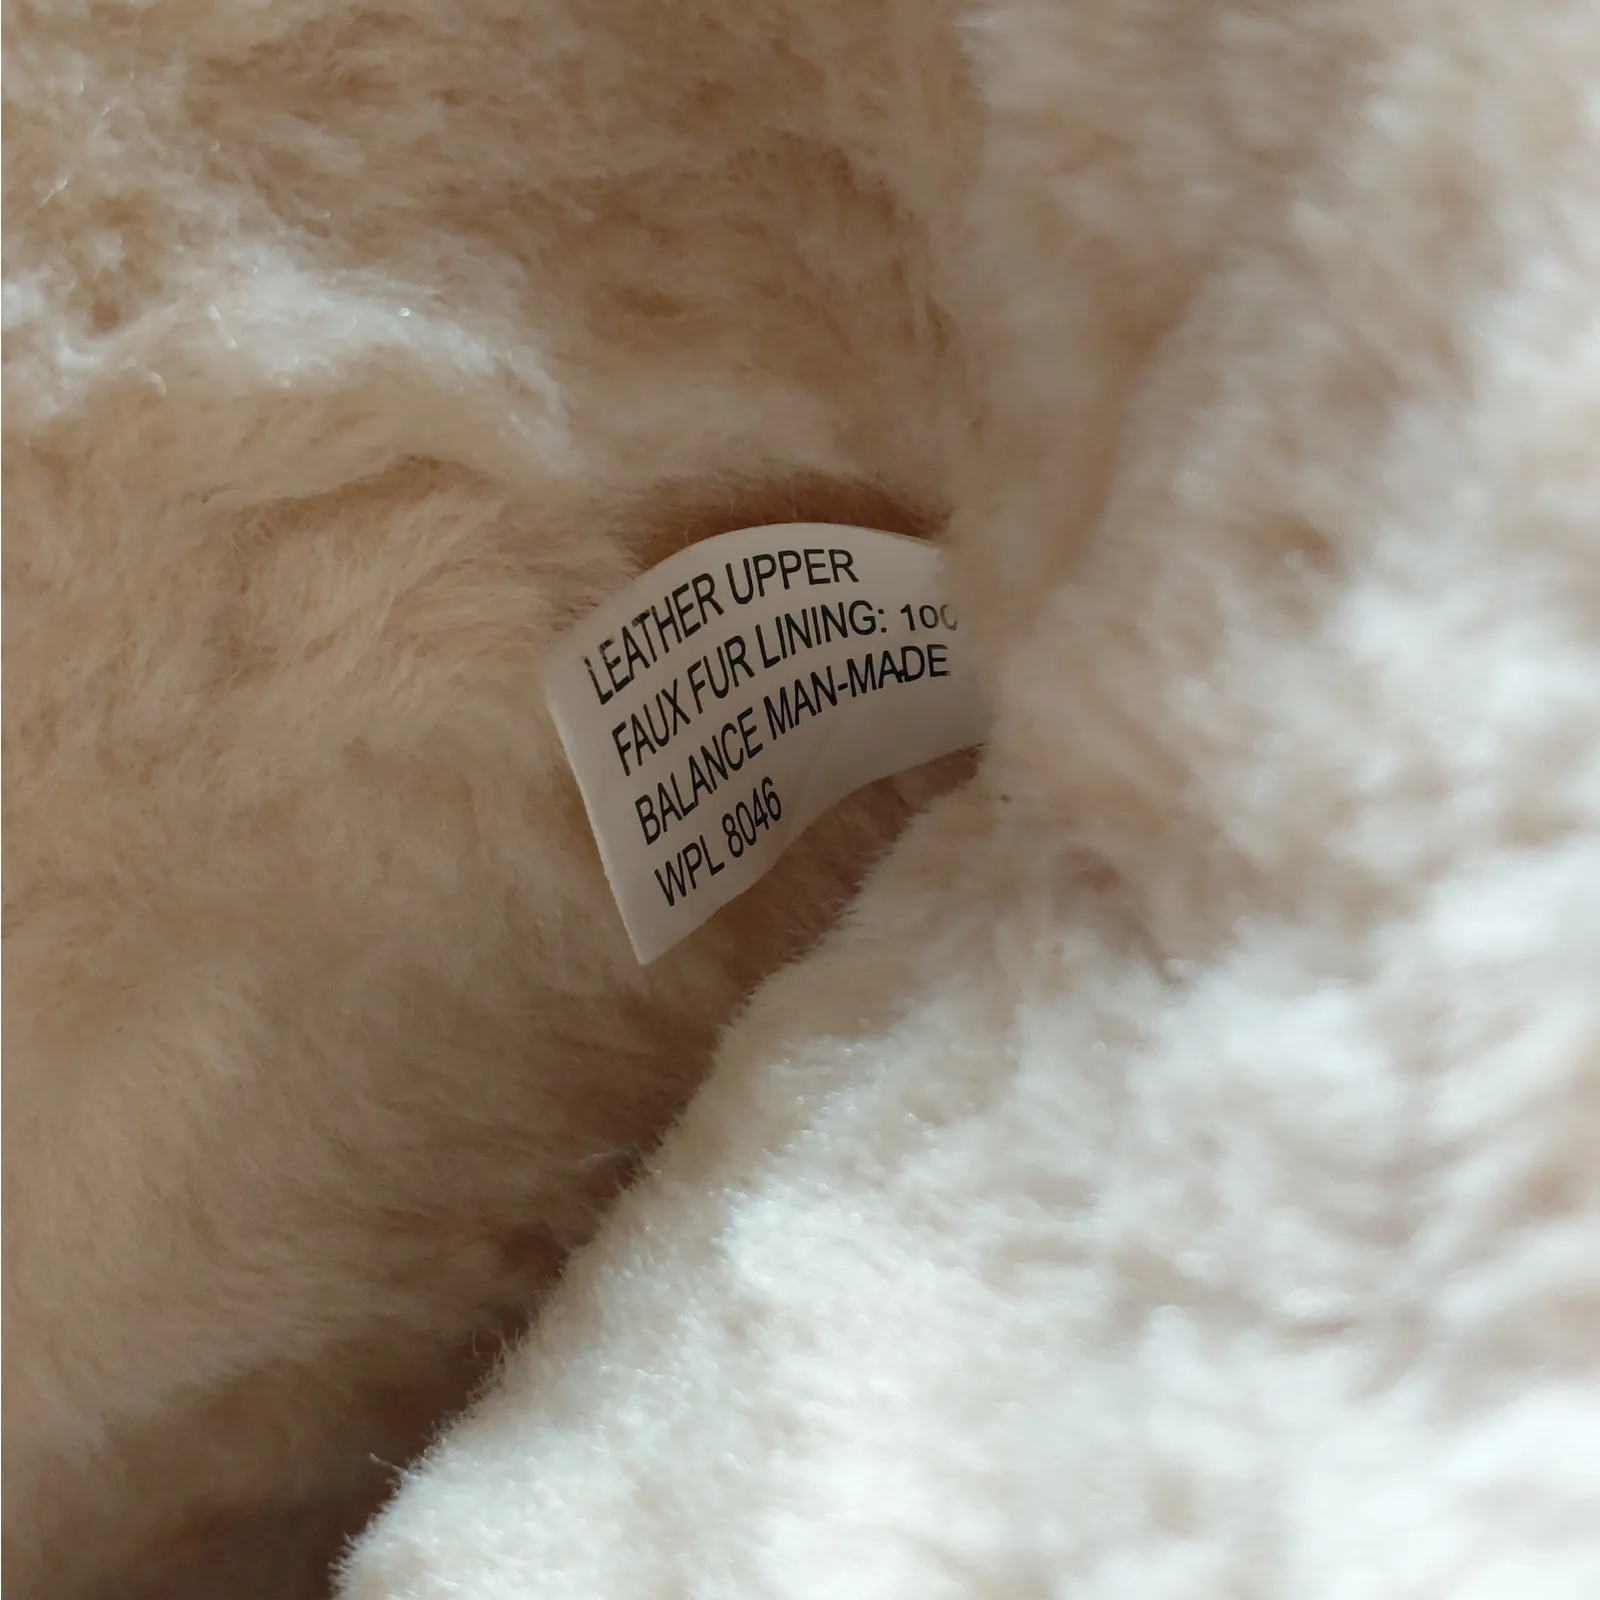 LEATHER UPPER
FAUX FUR LINING: 100
BALANCE MAN-MADE
WPL 8046